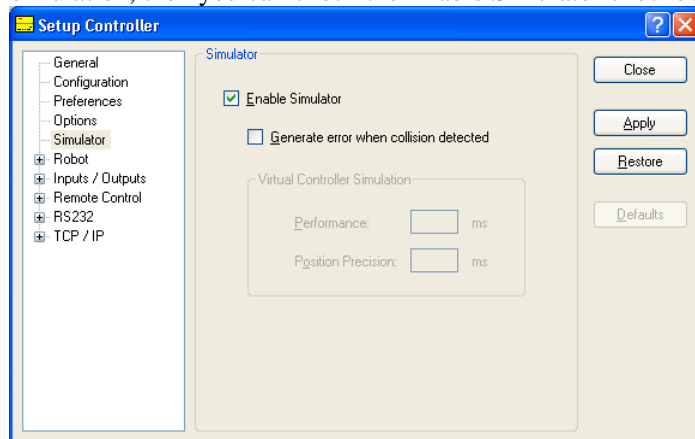 Setup Controller
General
Configuration
Preferences
Options
Simulator
Robot
Inputs / Outputs
Remote Control
RS232
TCP / IP
Simulator
Enable Simulator
Generate error when collision detected
Virtual Controller Simulation
Performance: ms
Position Precision: ms
Close
Apply
Restore
Defaults